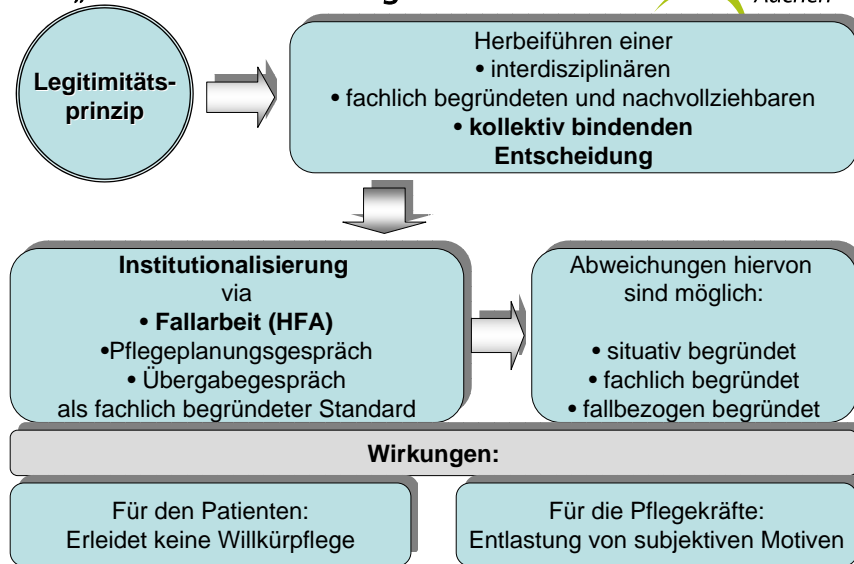 Legitimitäts-
prinzip
Herbeiführen einer
• interdisziplinären
• fachlich begründeten und nachvollziehbaren
• kollektiv bindenden
Entscheidung
Institutionalisierung
via
• Fallarbeit (HFA)
•Pflegeplanungsgespräch
• Übergabegespräch
als fachlich begründeter Standard
Abweichungen hiervon
sind möglich:
• situativ begründet
• fachlich begründet
• fallbezogen begründet
Wirkungen:
Für den Patienten:
Erleidet keine Willkürpflege
Für die Pflegekräfte:
Entlastung von subjektiven Motiven